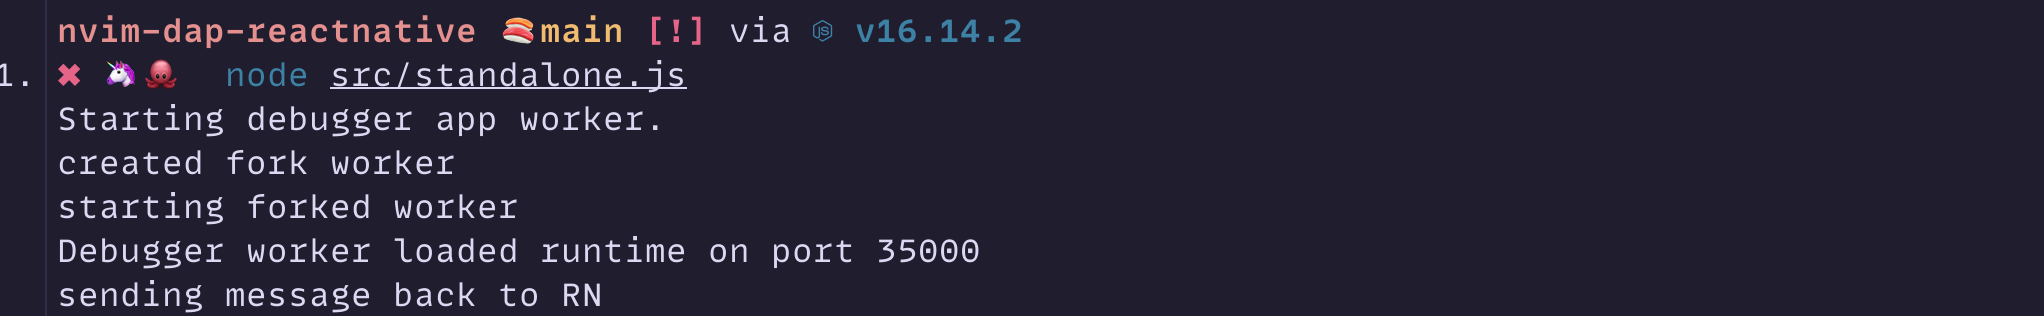 nvim-dap-reactnative 🍣main [!] via v16.14.2
1. ✖ 🦄🐙 node src/standalone.js
Starting debugger app worker.
created fork worker
starting forked worker
Debugger worker loaded runtime on port 35000
sending message back to RN